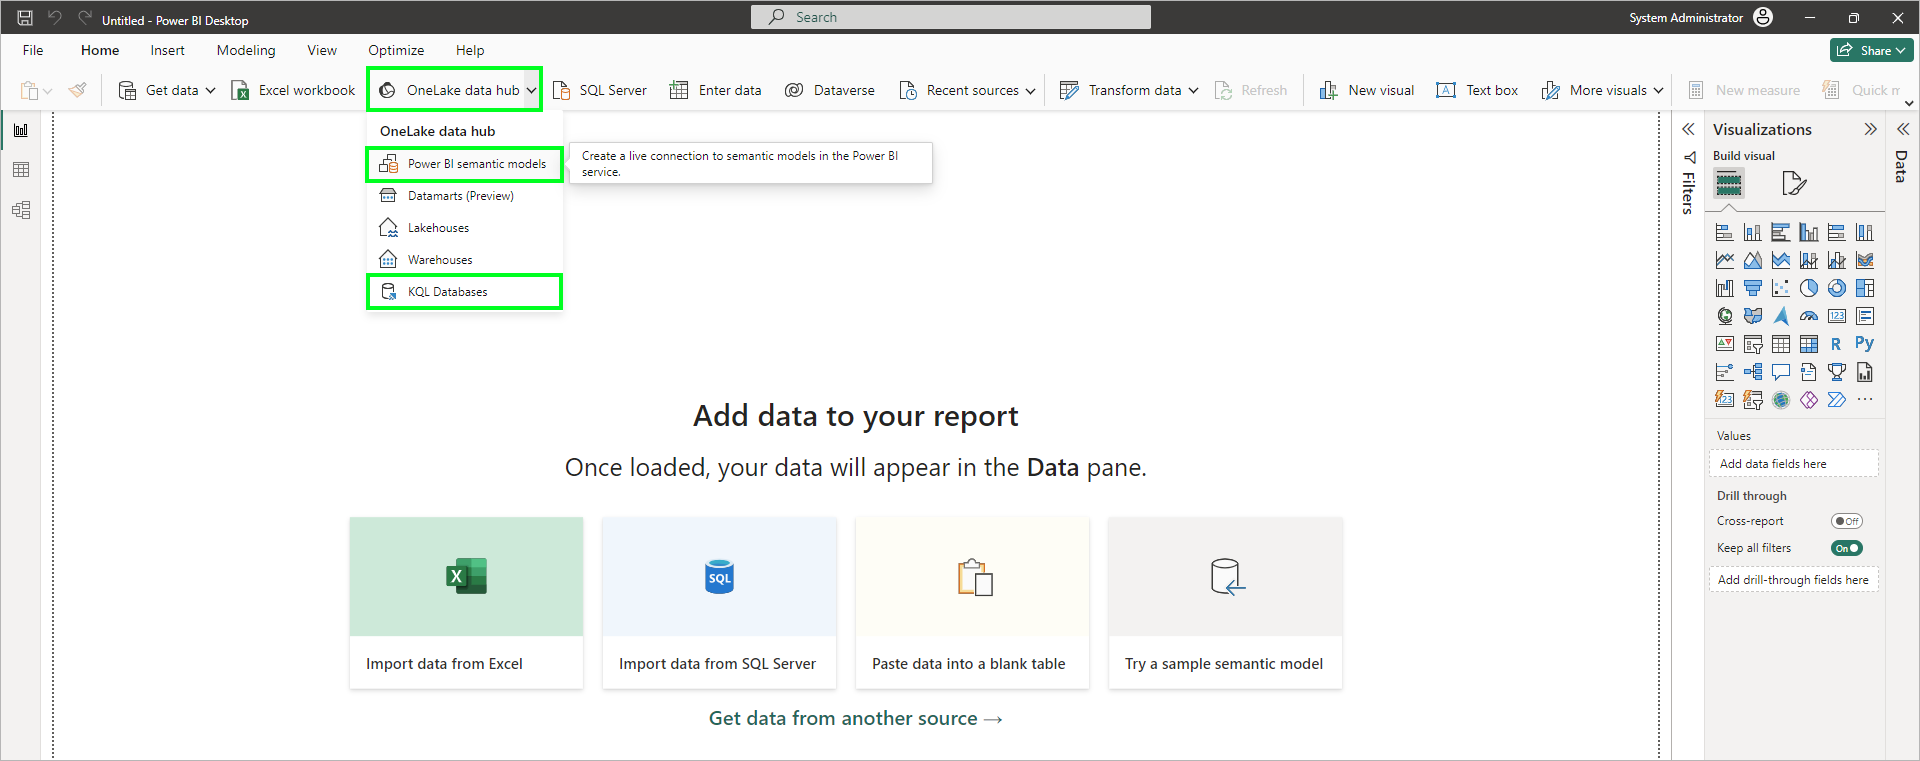 Untitled - Power BI Desktop
Search
System Administrator
File Home Insert Modeling View Optimize Help
Share
Get data Excel workbook OneLake data hub SQL Server Enter data Dataverse Recent sources Transform data Refresh New visual Text box More visuals New measure Quick m
OneLake data hub
Power BI semantic models
Datamarts (Preview)
Lakehouses
Warehouses
KQL Databases
Create a live connection to semantic models in the Power BI
service.
Add data to your report
Once loaded, your data will appear in the Data pane.
X
SQL
Import data from Excel
Import data from SQL Server
Paste data into a blank table
Try a sample semantic model
Get data from another source →
Filters
Visualizations
Build visual
123
R
Py
123
Values
Add data fields here
Drill through
Cross-report
Off
Keep all filters
On
Add drill-through fields here
Data